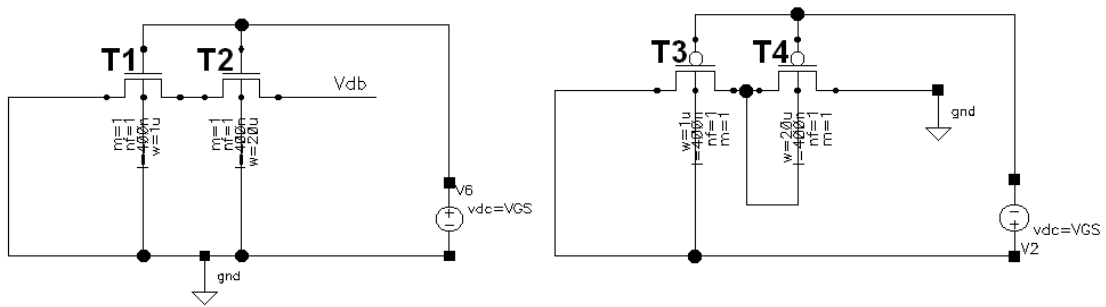 T1
T2
Vdb
m=1
nf=1
l=400n
w=1u
m=1
nf=1
l=400n
w=20u
V6
vdc=VGS
gnd
T3
T4
w=1u
l=400n
nf=1
m=1
w=20u
l=400n
nf=1
m=1
gnd
vdc=VGS
V2